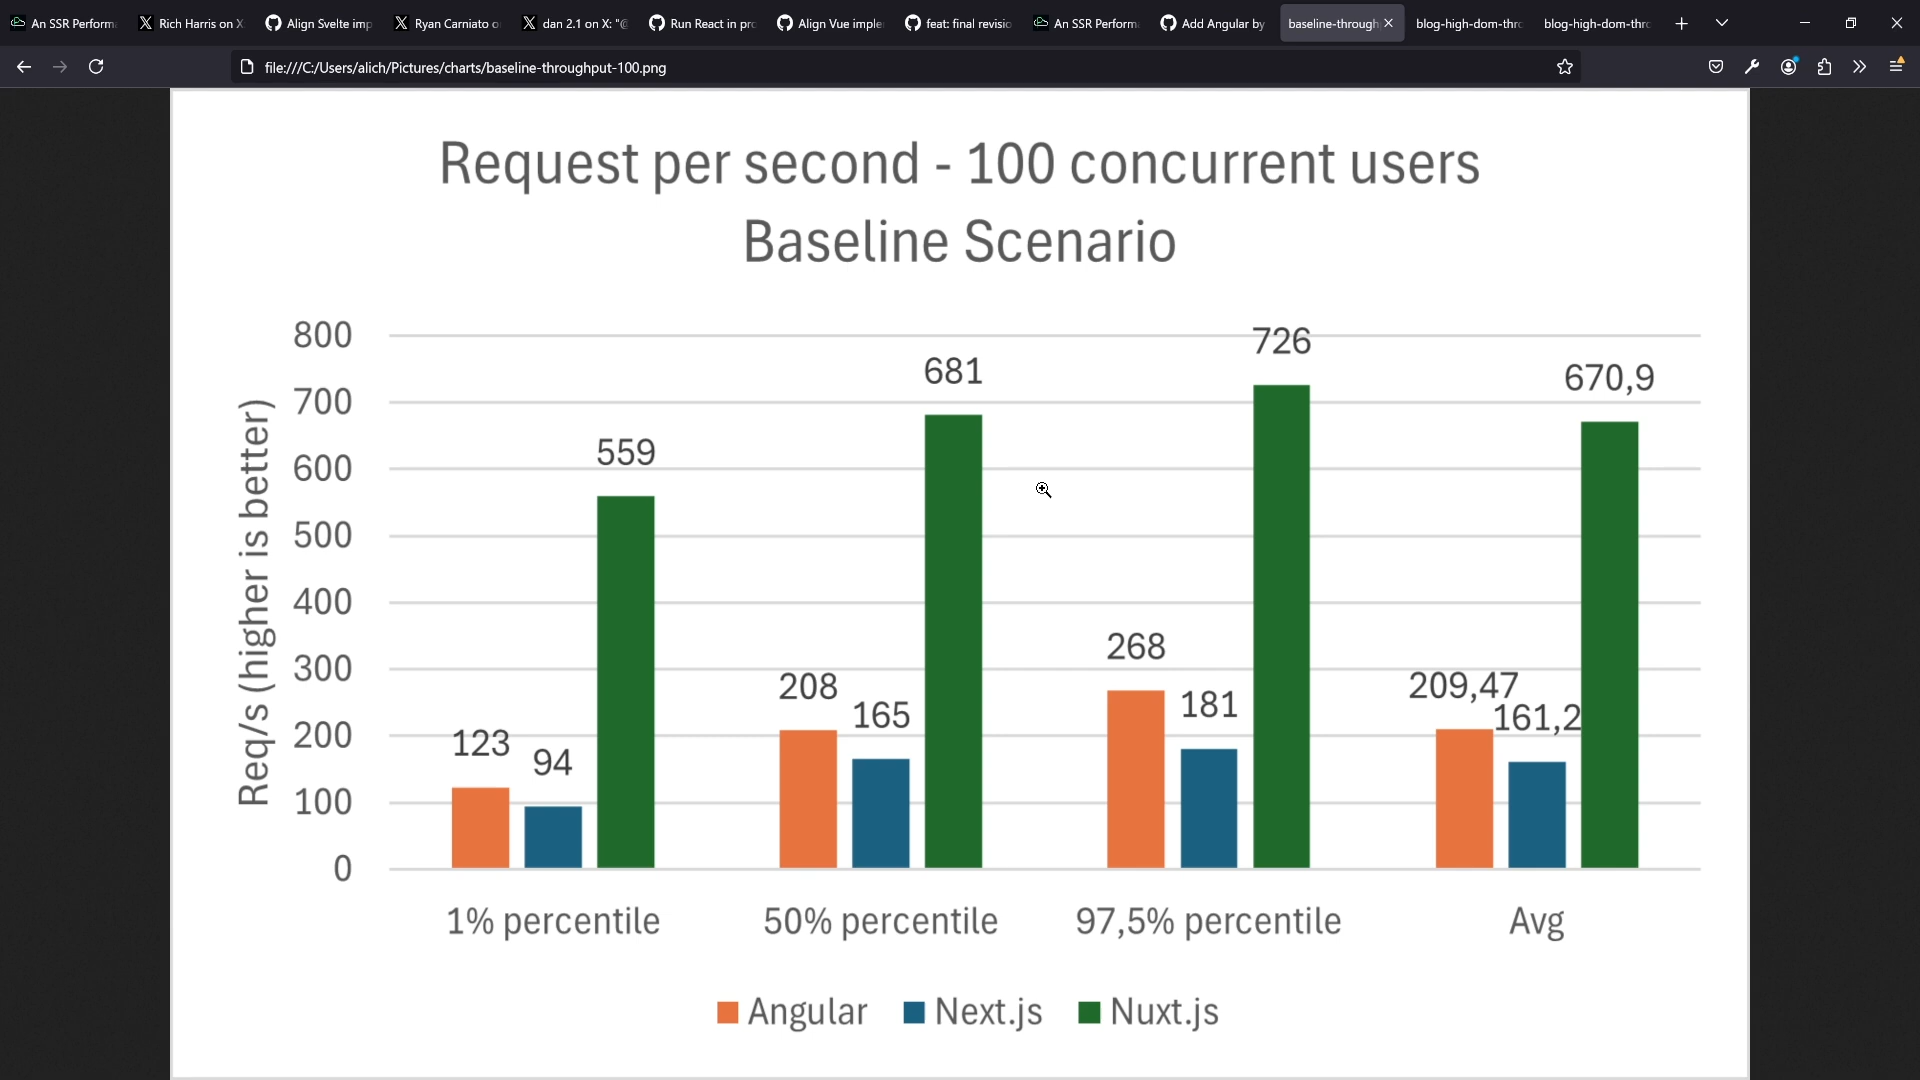 An SSR Perform
Rich Harris on X
Align Svelte imp
Ryan Carniato o
dan 2.1 on X: "@
Run React in pro
Align Vue imple
feat: final revisio
An SSR Perform
Add Angular by
baseline-through
blog-high-dom-thro
blog-high-dom-thro
file:///C:/Users/alich/Pictures/charts/baseline-throughput-100.png
Request per second - 100 concurrent users
Baseline Scenario
Req/s (higher is better)
800
700
600
500
400
300
200
100
0
123
94
559
208
165
681
268
181
726
209,47
161,2
670,9
1% percentile
50% percentile
97,5% percentile
Avg
Angular
Next.js
Nuxt.js